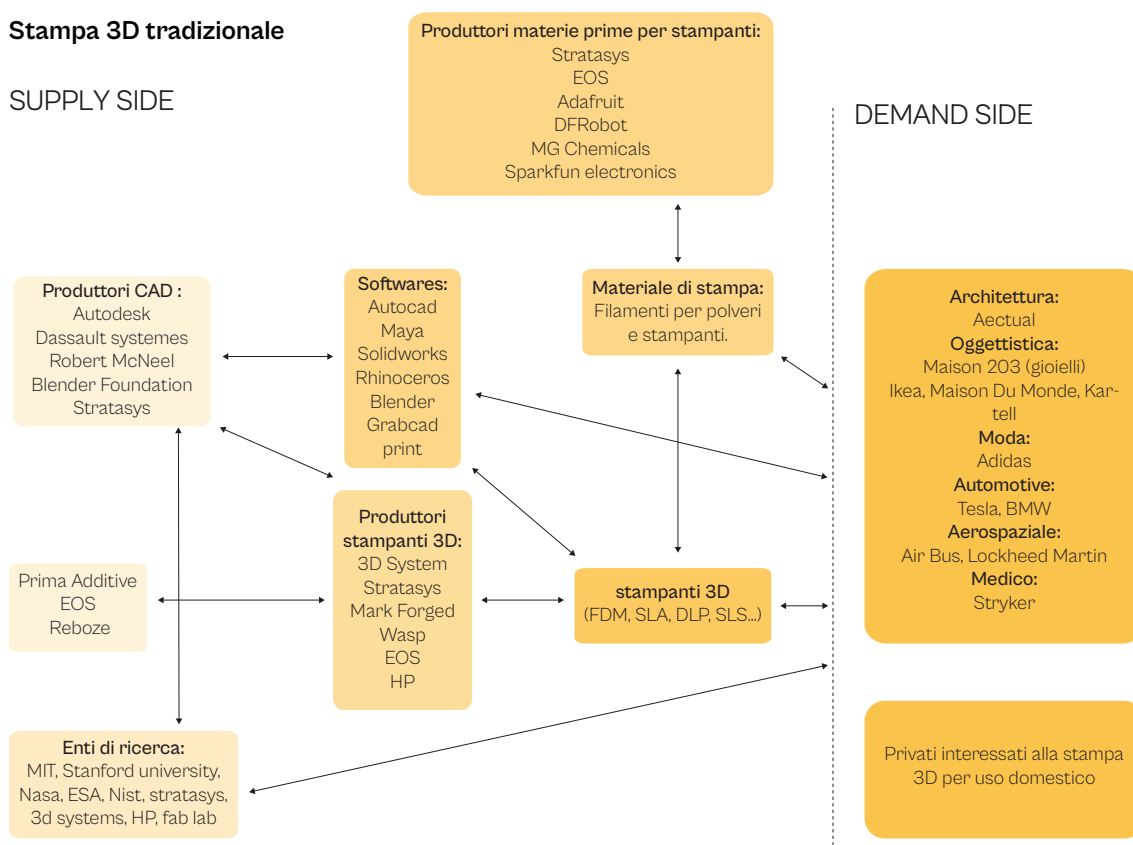 Stampa 3D tradizionale
SUPPLY SIDE
Produttori materie prime per stampanti:
Stratasys
EOS
Adafruit
DFRobot
MG Chemicals
Sparkfun electronics
DEMAND SIDE
Produttori CAD :
Autodesk
Dassault systemes
Robert McNeel
Blender Foundation
Stratasys
Softwares:
Autocad
Maya
Solidworks
Rhinoceros
Blender
Grabcad
print
Materiale di stampa:
Filamenti per polveri
e stampanti.
Architettura:
Aectual
Oggettistica:
Maison 203 (gioielli)
Ikea, Maison Du Monde, Kar-
tell
Moda:
Adidas
Automotive:
Tesla, BMW
Aerospaziale:
Air Bus, Lockheed Martin
Medico:
Stryker
Prima Additive
EOS
Reboze
Produttori
stampanti 3D:
3D System
Stratasys
Mark Forged
Wasp
EOS
HP
stampanti 3D
(FDM, SLA, DLP, SLS...)
Enti di ricerca:
MIT, Stanford university,
Nasa, ESA, Nist, stratasys,
3d systems, HP, fab lab
Privati interessati alla stampa
3D per uso domestico